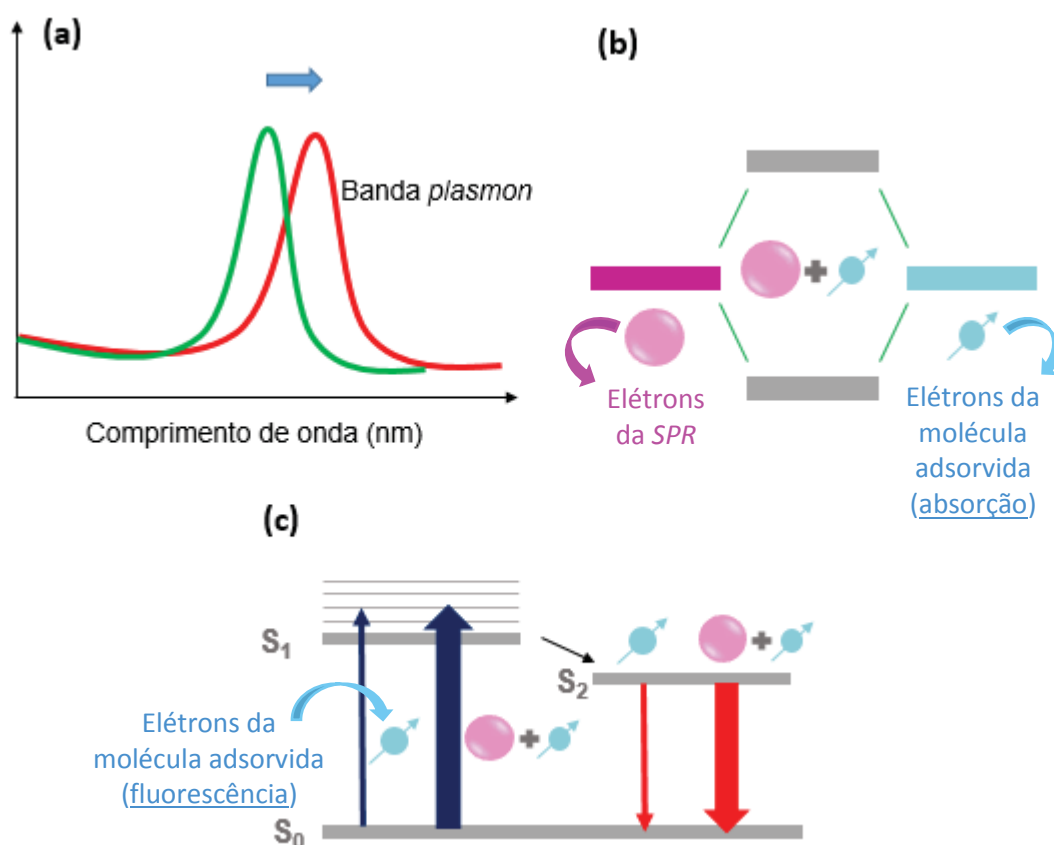 (a)
Banda plasmon
Comprimento de onda (nm)
(b)
Elétrons
da SPR
Elétrons da
molécula
adsorvida
(absorção)
(c)
S₁
S₂
Elétrons da
molécula adsorvida
(fluorescência)
S₀